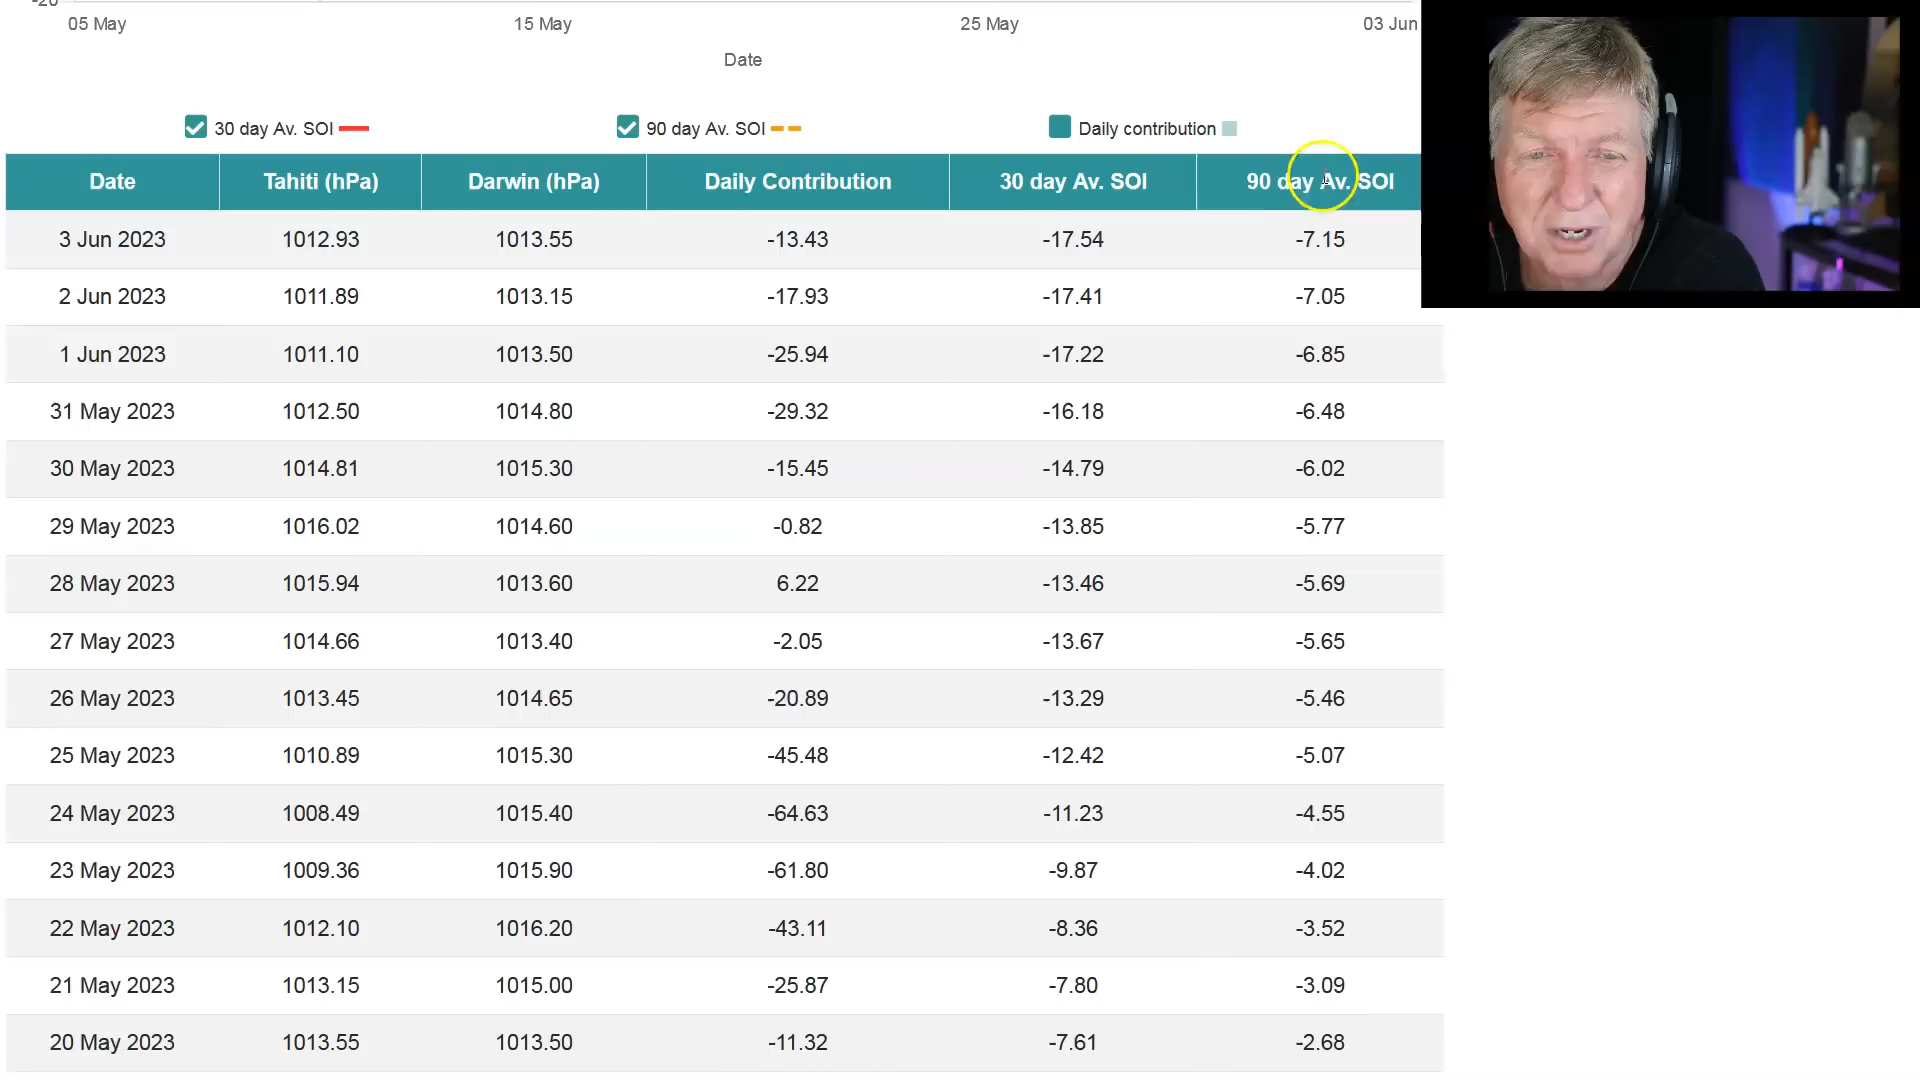 -20
05 May 15 May 25 May 03 Jun
Date
30 day Av. SOI 90 day Av. SOI Daily contribution
Date Tahiti (hPa) Darwin (hPa) Daily Contribution 30 day Av. SOI 90 day Av. SOI
3 Jun 2023 1012.93 1013.55 -13.43 -17.54 -7.15
2 Jun 2023 1011.89 1013.15 -17.93 -17.41 -7.05
1 Jun 2023 1011.10 1013.50 -25.94 -17.22 -6.85
31 May 2023 1012.50 1014.80 -29.32 -16.18 -6.48
30 May 2023 1014.81 1015.30 -15.45 -14.79 -6.02
29 May 2023 1016.02 1014.60 -0.82 -13.85 -5.77
28 May 2023 1015.94 1013.60 6.22 -13.46 -5.69
27 May 2023 1014.66 1013.40 -2.05 -13.67 -5.65
26 May 2023 1013.45 1014.65 -20.89 -13.29 -5.46
25 May 2023 1010.89 1015.30 -45.48 -12.42 -5.07
24 May 2023 1008.49 1015.40 -64.63 -11.23 -4.55
23 May 2023 1009.36 1015.90 -61.80 -9.87 -4.02
22 May 2023 1012.10 1016.20 -43.11 -8.36 -3.52
21 May 2023 1013.15 1015.00 -25.87 -7.80 -3.09
20 May 2023 1013.55 1013.50 -11.32 -7.61 -2.68